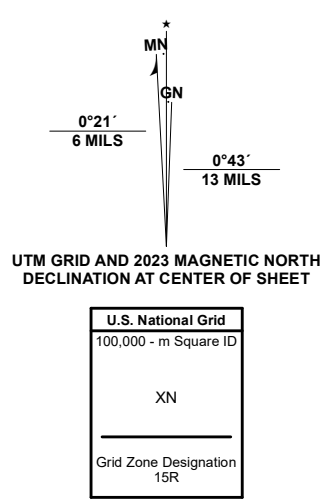 MN
GN
0°21´
6 MILS
0°43´
13 MILS
UTM GRID AND 2023 MAGNETIC NORTH
DECLINATION AT CENTER OF SHEET
U.S. National Grid
100,000 - m Square ID
XN
Grid Zone Designation
15R